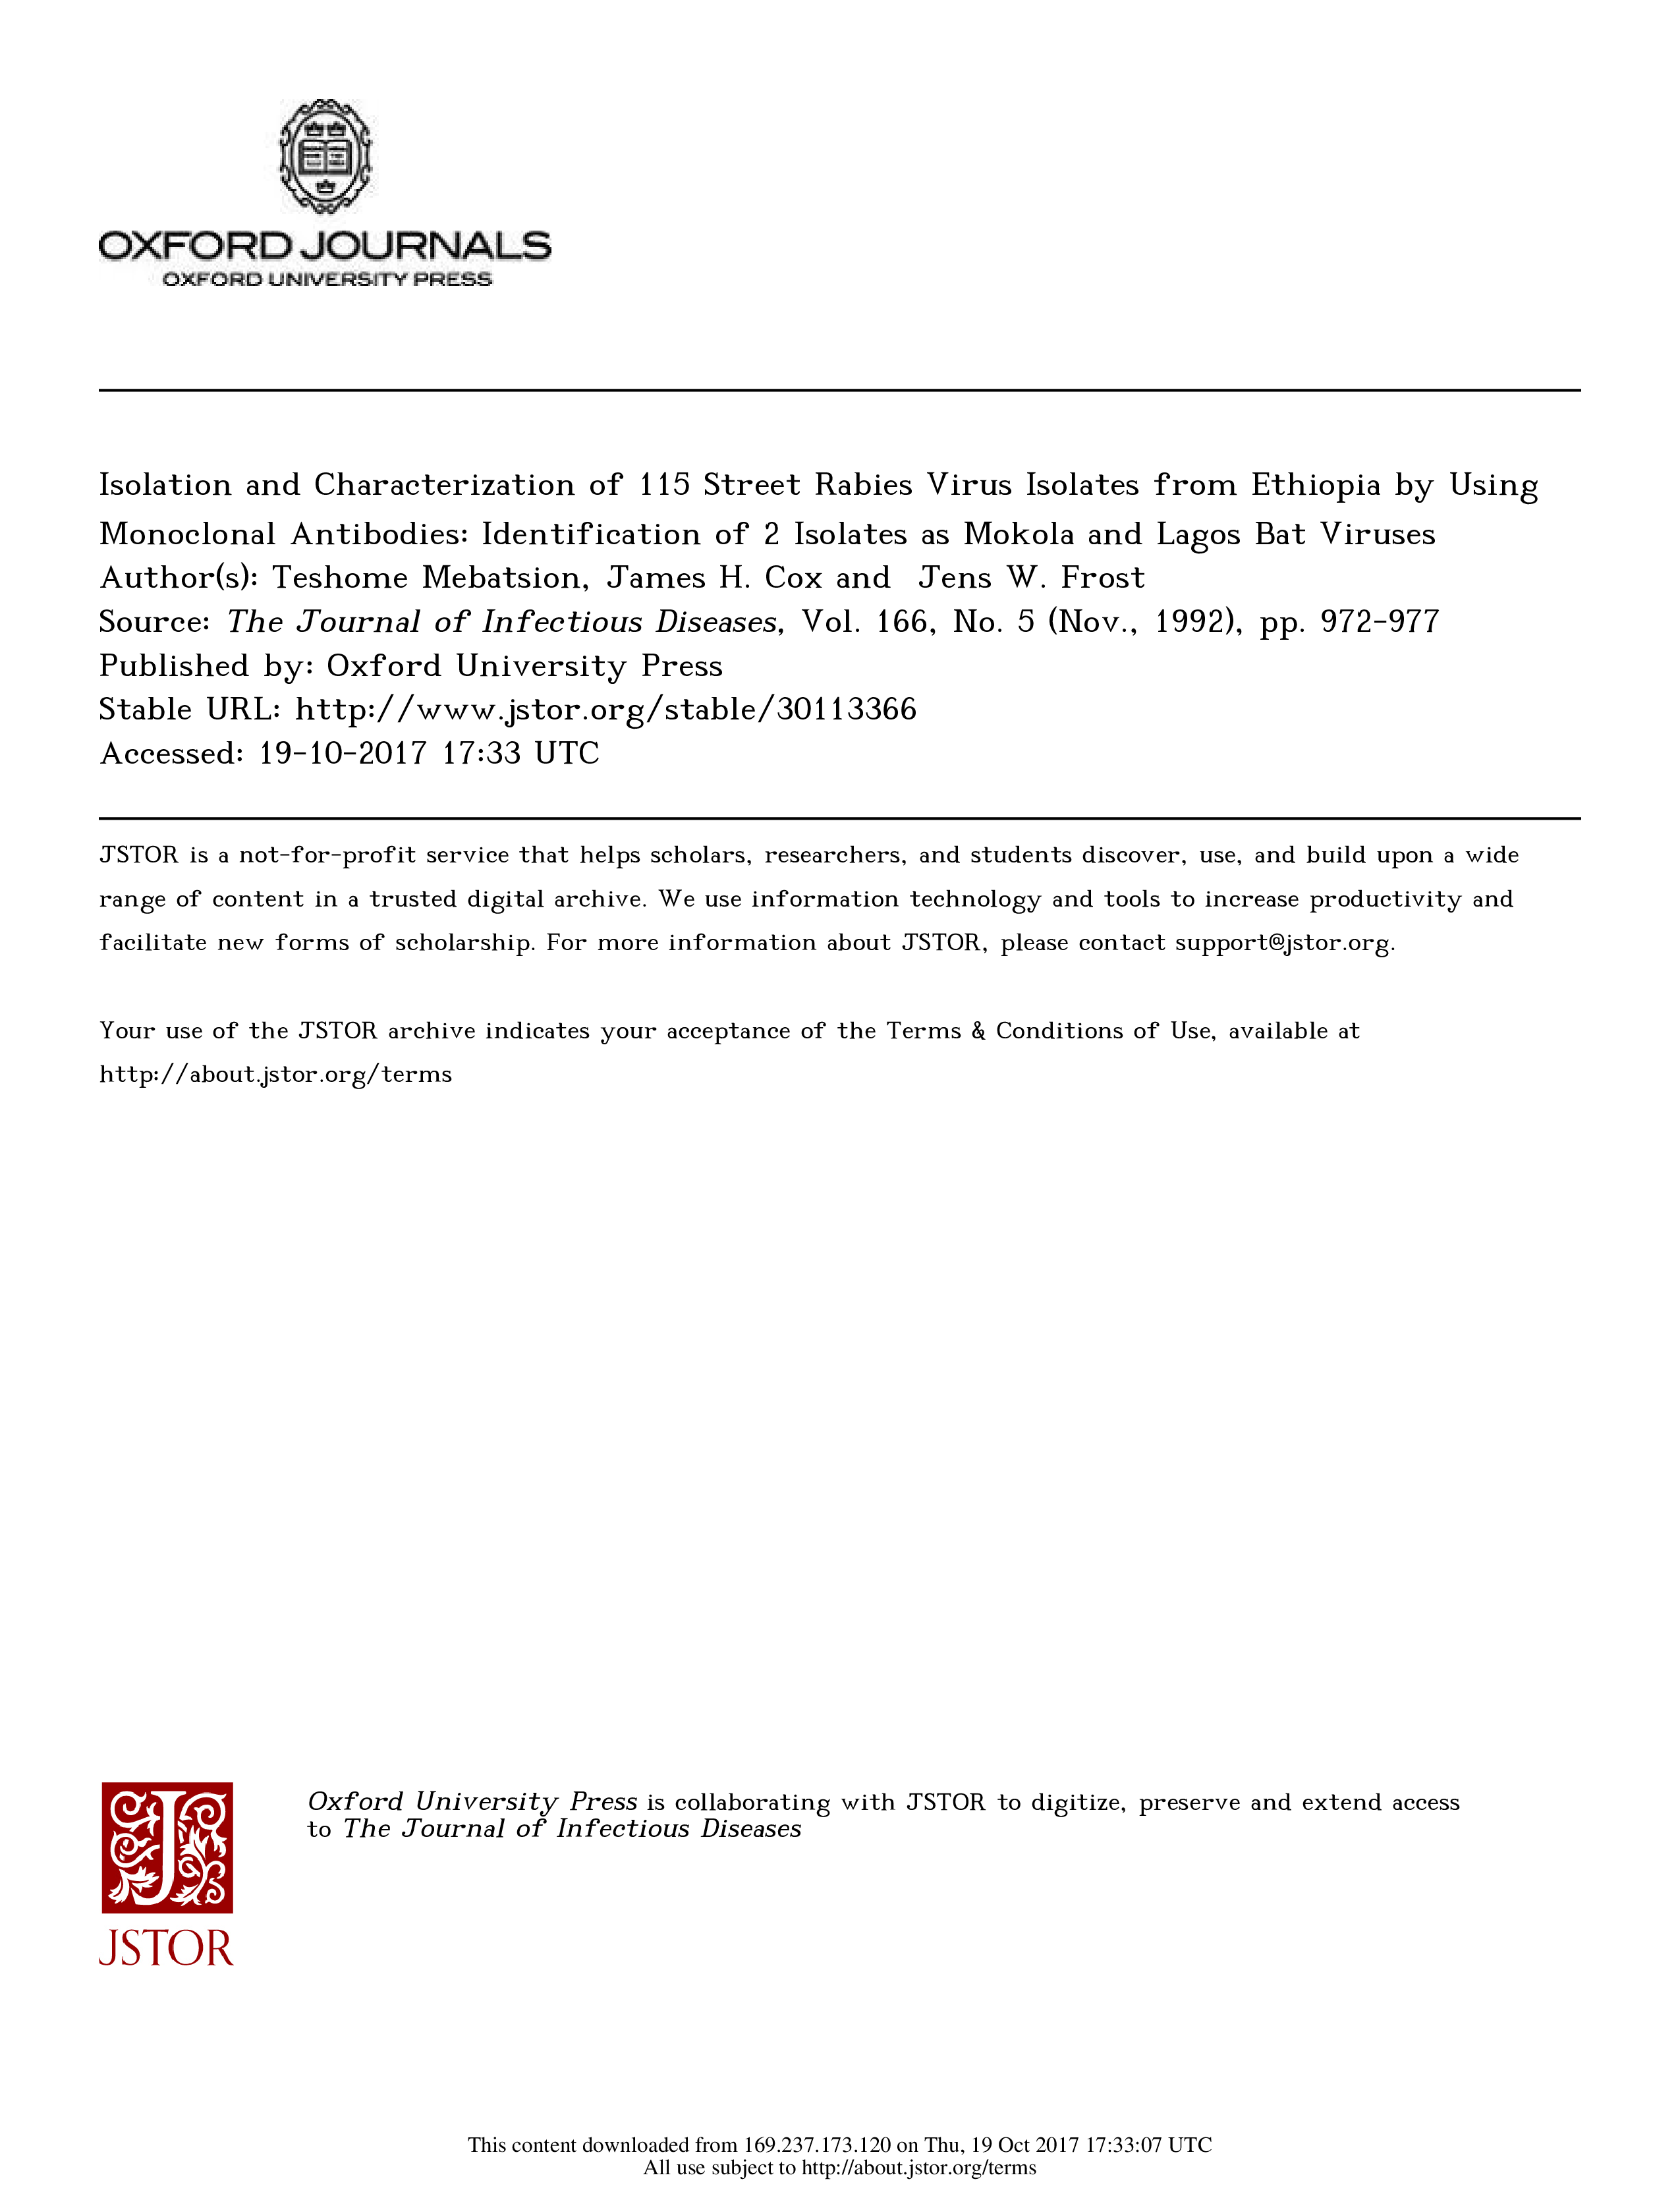 OXFORD JOURNALS
OXFORD UNIVERSITY PRESS
Isolation and Characterization of 115 Street Rabies Virus Isolates from Ethiopia by Using
Monoclonal Antibodies: Identification of 2 Isolates as Mokola and Lagos Bat Viruses
Author(s): Teshome Mebatsion, James H. Cox and Jens W. Frost
Source: The Journal of Infectious Diseases, Vol. 166, No. 5 (Nov., 1992), pp. 972-977
Published by: Oxford University Press
Stable URL: http://www.jstor.org/stable/30113366
Accessed: 19-10-2017 17:33 UTC
JSTOR is a not-for-profit service that helps scholars, researchers, and students discover, use, and build upon a wide
range of content in a trusted digital archive. We use information technology and tools to increase productivity and
facilitate new forms of scholarship. For more information about JSTOR, please contact support@jstor.org.
Your use of the JSTOR archive indicates your acceptance of the Terms & Conditions of Use, available at
http://about.jstor.org/terms
Oxford University Press is collaborating with JSTOR to digitize, preserve and extend access
to The Journal of Infectious Diseases
J
JSTOR
This content downloaded from 169.237.173.120 on Thu, 19 Oct 2017 17:33:07 UTC
All use subject to http://about.jstor.org/terms